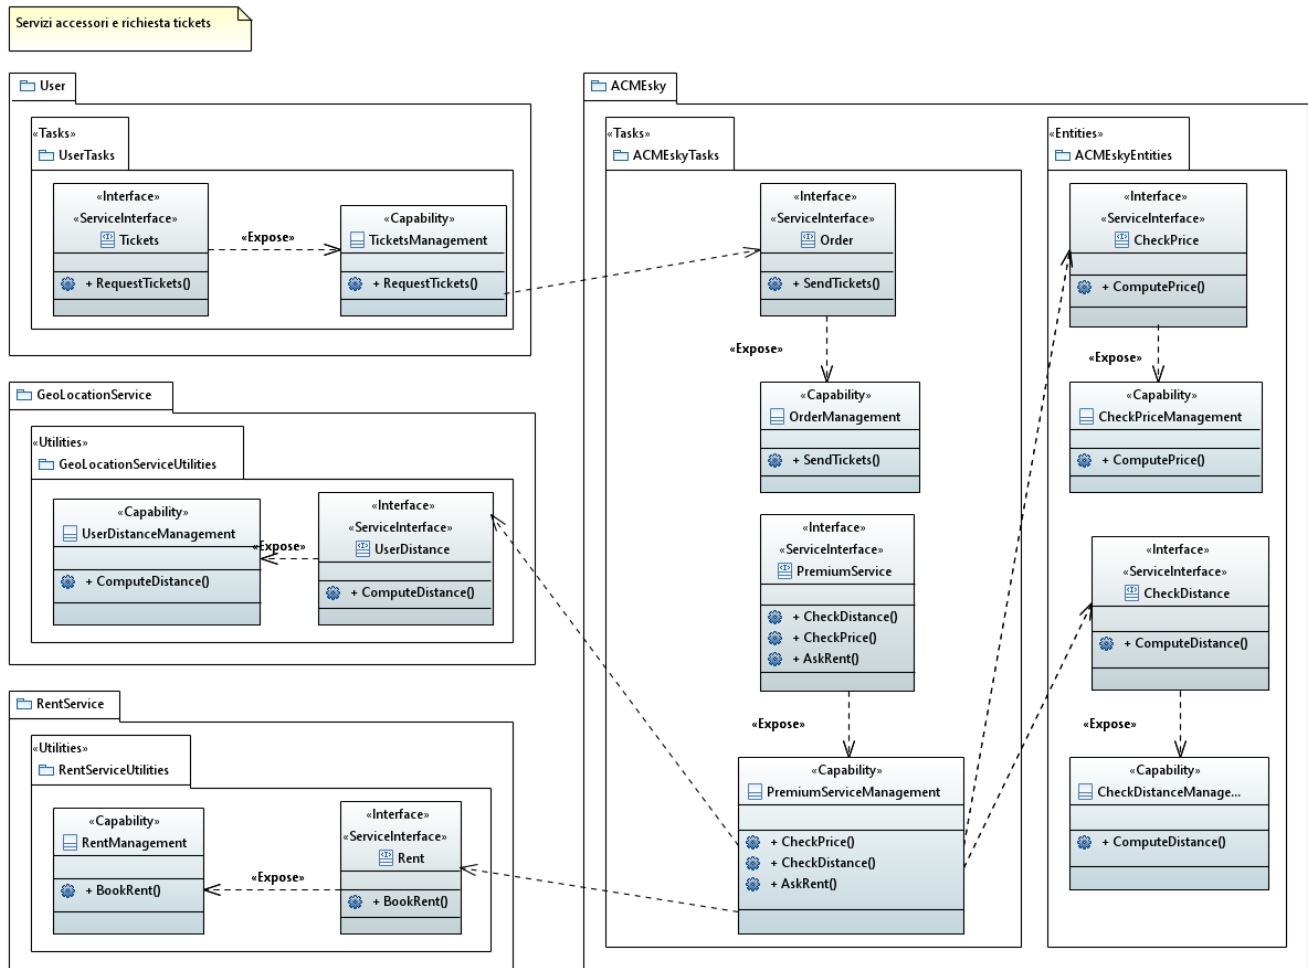 Servizi accessori e richiesta tickets
User
«Tasks»
UserTasks
«Interface»
«ServiceInterface»
Tickets
+ RequestTickets()
«Expose»
«Capability»
TicketsManagement
+ RequestTickets()
GeoLocationService
«Utilities»
GeoLocationServiceUtilities
«Capability»
UserDistanceManagement
+ ComputeDistance()
«Expose»
«Interface»
«ServiceInterface»
UserDistance
+ ComputeDistance()
RentService
«Utilities»
RentServiceUtilities
«Capability»
RentManagement
+ BookRent()
«Expose»
«Interface»
«ServiceInterface»
Rent
+ BookRent()
ACMEsky
«Tasks»
ACMEskyTasks
«Interface»
«ServiceInterface»
Order
+ SendTickets()
«Expose»
«Capability»
OrderManagement
+ SendTickets()
«Interface»
«ServiceInterface»
PremiumService
+ CheckDistance()
+ CheckPrice()
+ AskRent()
«Expose»
«Capability»
PremiumServiceManagement
+ CheckPrice()
+ CheckDistance()
+ AskRent()
«Entities»
ACMEskyEntities
«Interface»
«ServiceInterface»
CheckPrice
+ ComputePrice()
«Expose»
«Capability»
CheckPriceManagement
+ ComputePrice()
«Interface»
«ServiceInterface»
CheckDistance
+ ComputeDistance()
«Expose»
«Capability»
CheckDistanceManage...
+ ComputeDistance()